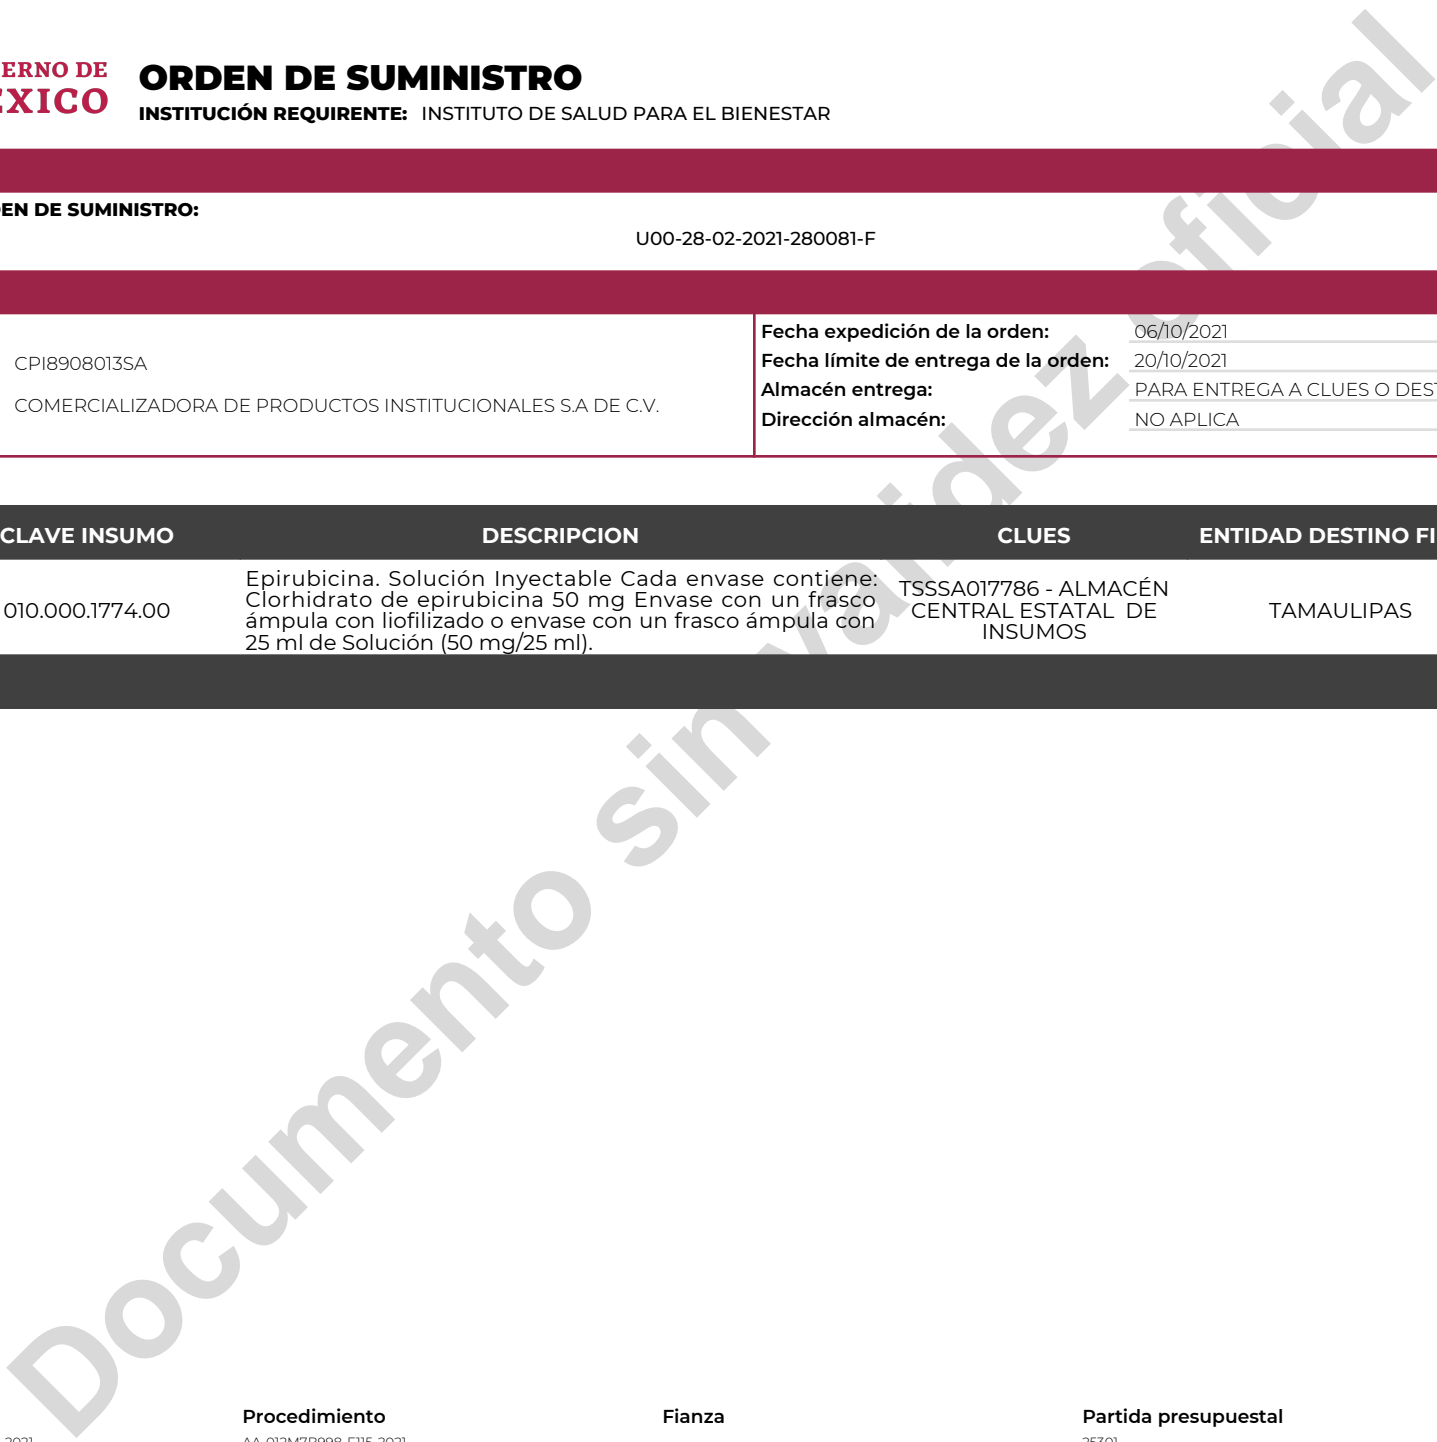 ERNO DE
ÉXICO
ORDEN DE SUMINISTRO
INSTITUCIÓN REQUIRENTE: INSTITUTO DE SALUD PARA EL BIENESTAR
EN DE SUMINISTRO:
U00-28-02-2021-280081-F
CPI8908013SA
COMERCIALIZADORA DE PRODUCTOS INSTITUCIONALES S.A DE C.V.
Fecha expedición de la orden: 06/10/2021
Fecha límite de entrega de la orden: 20/10/2021
Almacén entrega: PARA ENTREGA A CLUES O DEST
Dirección almacén: NO APLICA
CLAVE INSUMO DESCRIPCION CLUES ENTIDAD DESTINO FI
010.000.1774.00
Epirubicina. Solución Inyectable Cada envase contiene:
Clorhidrato de epirubicina 50 mg Envase con un frasco
ámpula con liofilizado o envase con un frasco ámpula con
25 ml de Solución (50 mg/25 ml).
TSSSA017786 - ALMACÉN
CENTRAL ESTATAL DE
INSUMOS
TAMAULIPAS
Documento sin validez oficial
Procedimiento Fianza Partida presupuestal